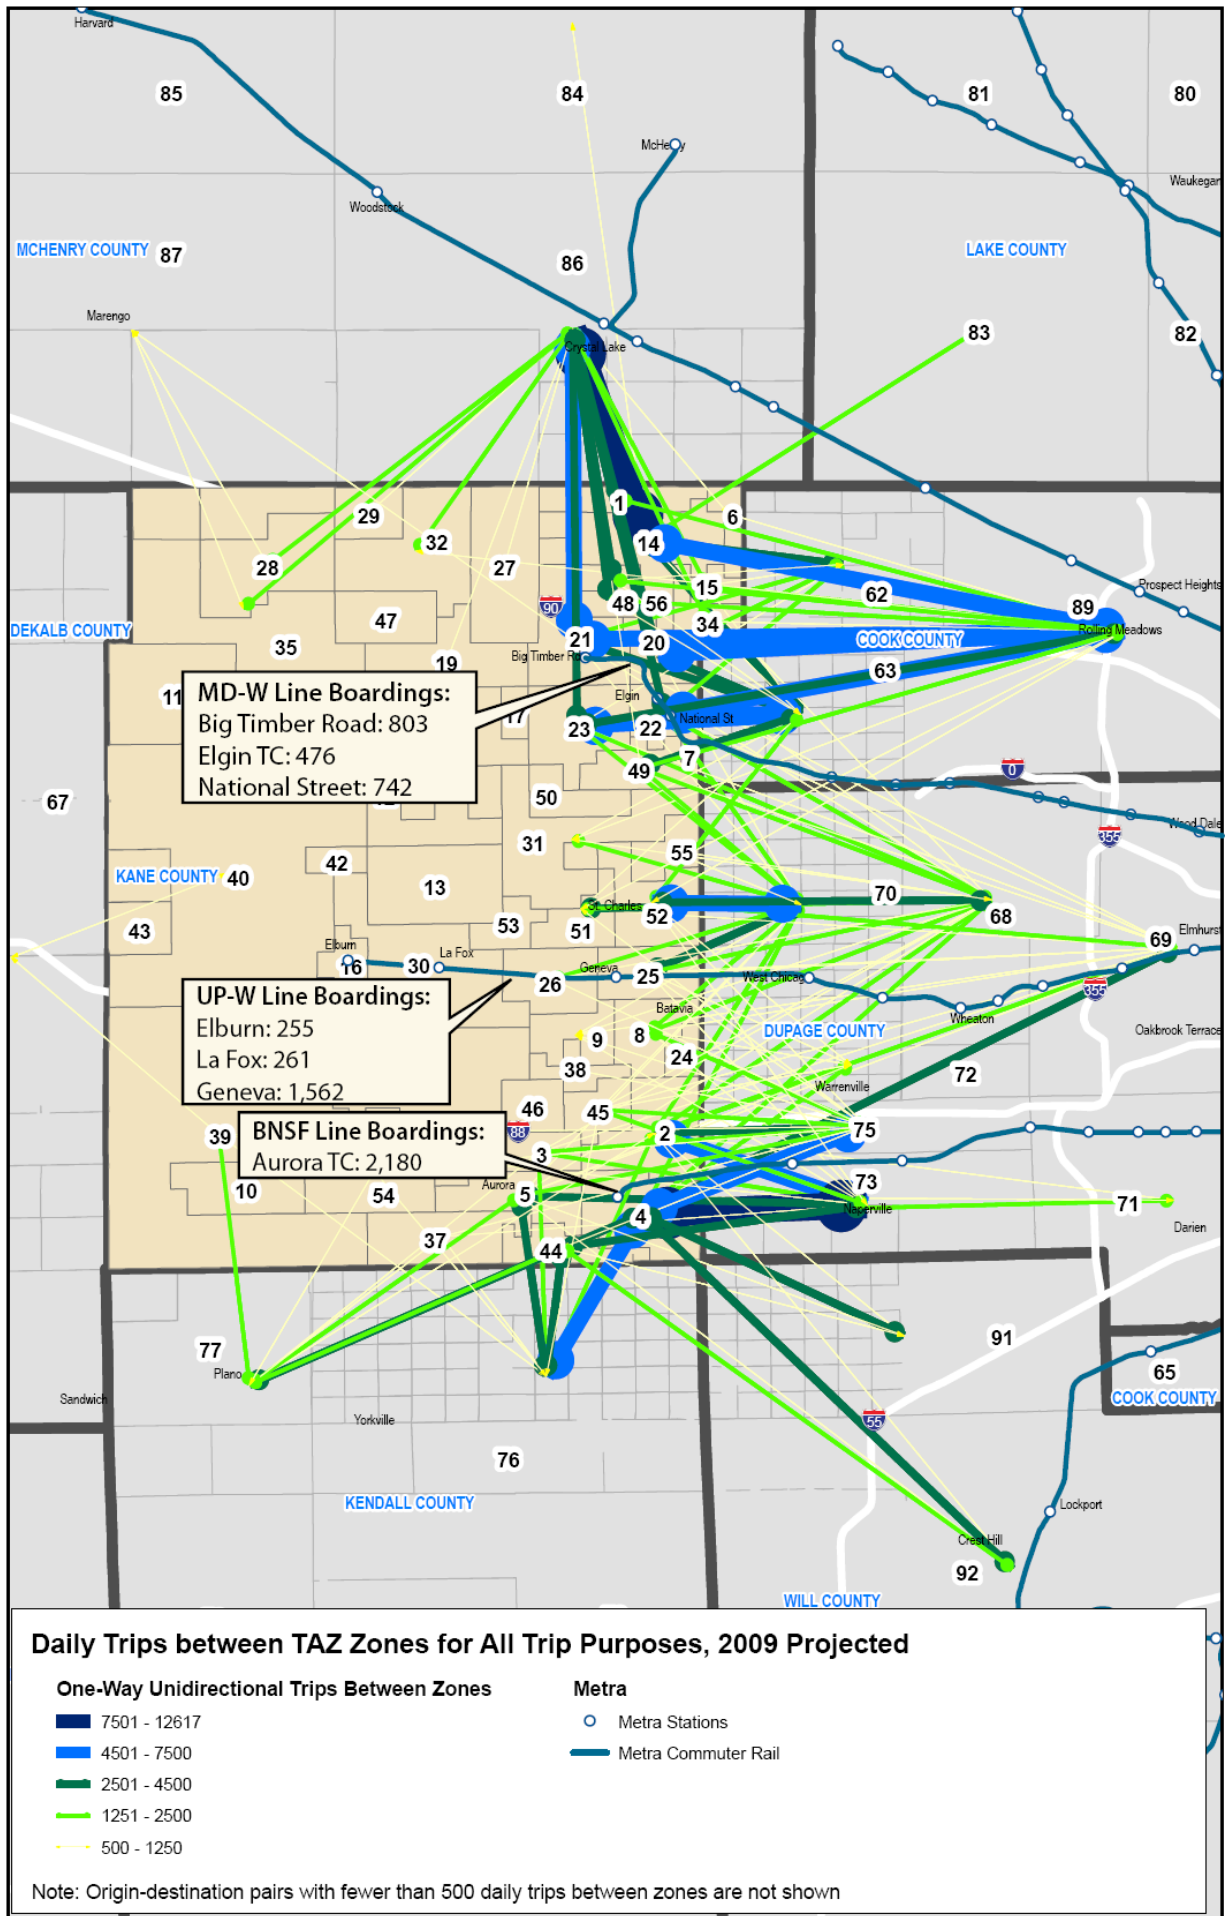 Harvard
85
84
81
80
McHenry
Waukegan
Woodstock
MCHENRY COUNTY
87
86
LAKE COUNTY
Marengo
83
82
Crystal Lake
1
6
29
32
14
28
27
15
62
Prospect Heights
90
48
56
89
47
34
Rolling Meadows
DEKALB COUNTY
21
20
COOK COUNTY
35
Big Timber Rd
19
63
11
MD-W Line Boardings:
Big Timber Road: 803
Elgin TC: 476
National Street: 742
Elgin
17
National St
23
22
7
49
0
67
50
Wood Dale
31
355
55
42
KANE COUNTY
40
13
70
St. Charles
52
68
43
53
51
69
Elmhurst
Elburn
La Fox
16
30
Geneva
25
West Chicago
26
355
UP-W Line Boardings:
Elburn: 255
La Fox: 261
Geneva: 1,562
Batavia
Wheaton
9
8
DUPAGE COUNTY
Oakbrook Terrace
24
38
72
Warrenville
46
45
BNSF Line Boardings:
Aurora TC: 2,180
88
39
2
75
3
10
54
Aurora
5
73
4
Naperville
71
Darien
37
44
77
91
Plano
65
Sandwich
COOK COUNTY
Yorkville
55
76
KENDALL COUNTY
Lockport
Crest Hill
92
WILL COUNTY
Daily Trips between TAZ Zones for All Trip Purposes, 2009 Projected
One-Way Unidirectional Trips Between Zones
Metra
7501 - 12617
Metra Stations
4501 - 7500
Metra Commuter Rail
2501 - 4500
1251 - 2500
500 - 1250
Note: Origin-destination pairs with fewer than 500 daily trips between zones are not shown